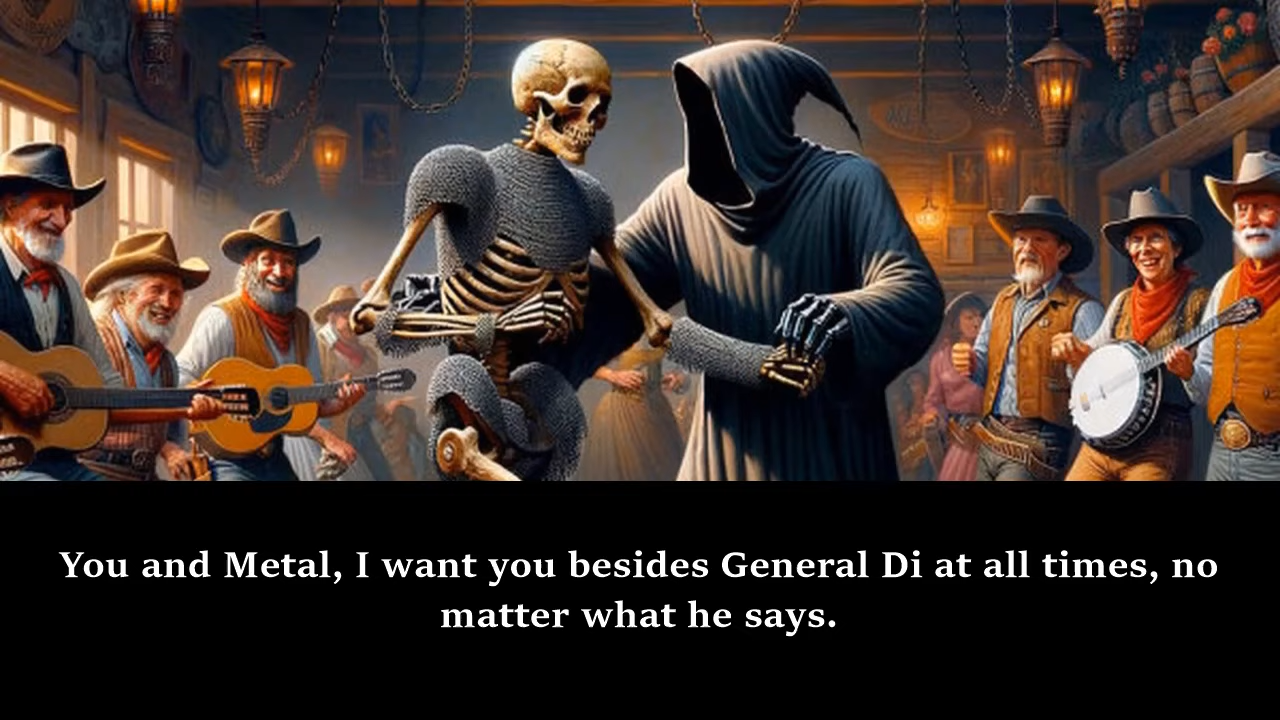 You and Metal, I want you besides General Di at all times, no
matter what he says.